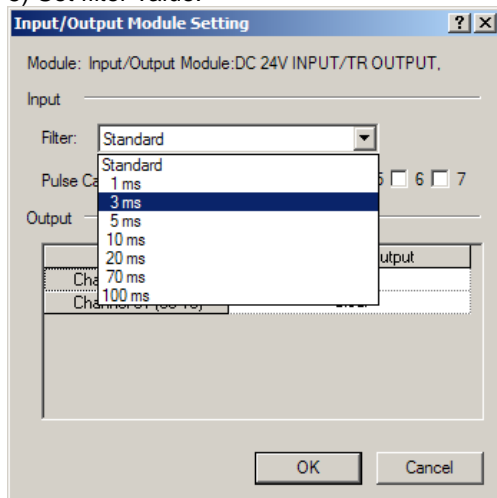 Input/Output Module Setting
Module: Input/Output Module:DC 24V INPUT/TR OUTPUT,
Input
Filter: Standard
Standard
1 ms
Pulse Ca 6 7
3 ms
Output
5 ms
10 ms
20 ms utput
70 ms Cha
100 ms
OK Cancel